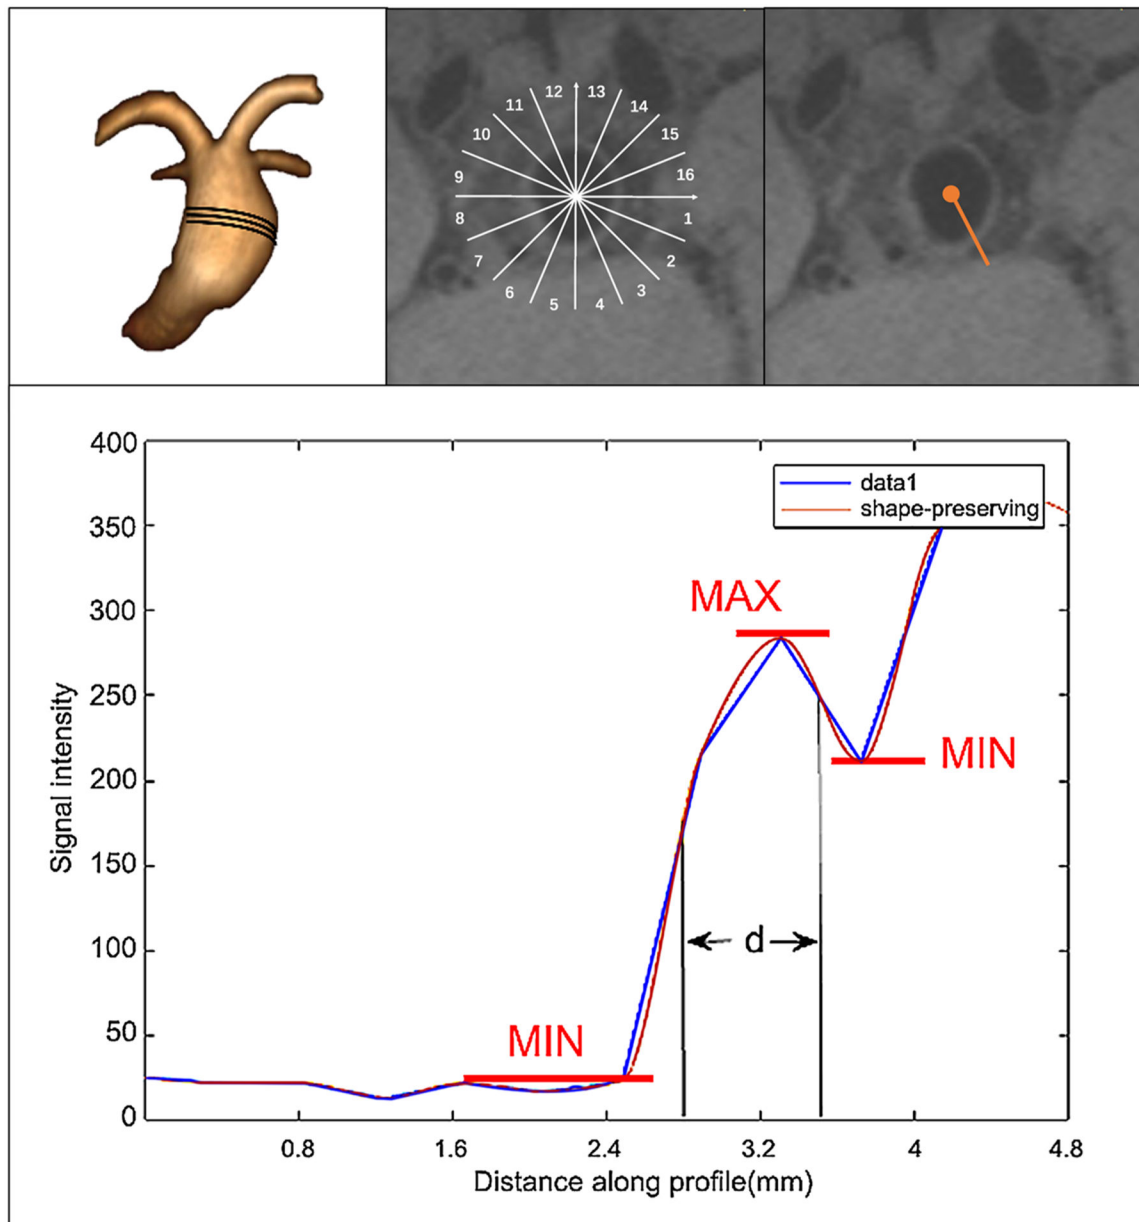 12 13
11 14
10 15
9 16
8 1
7 2
6 3
5 4
400
350
300
250
200
150
100
50
0
data1
shape-preserving
MAX
MIN
d
MIN
Signal intensity
0.8 1.6 2.4 3.2 4 4.8
Distance along profile(mm)